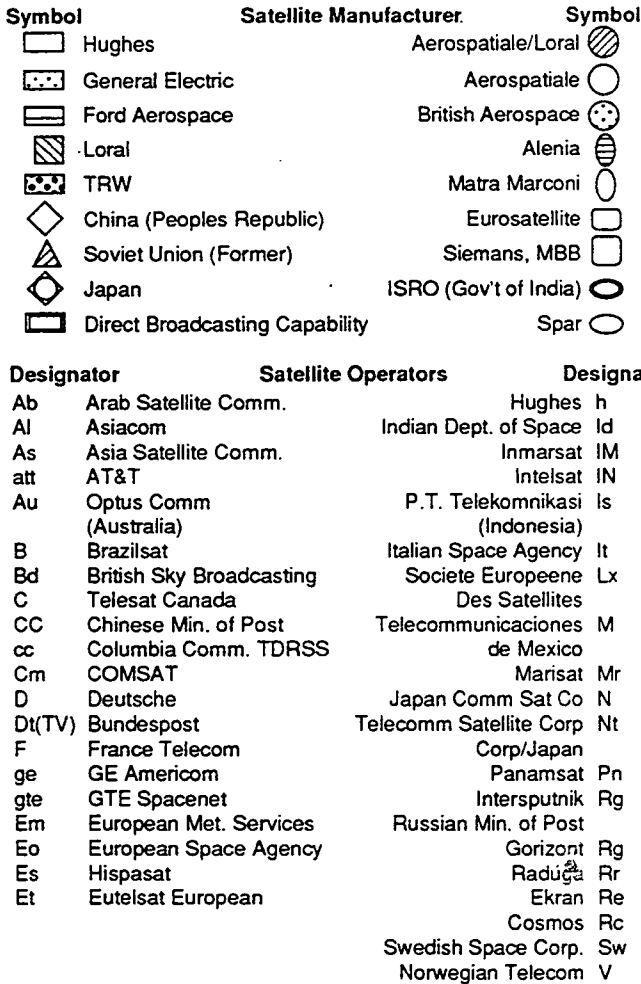 Symbol Satellite Manufacturer. Symbol
Hughes Aerospatiale/Loral
General Electric Aerospatiale
Ford Aerospace British Aerospace
Loral Alenia
TRW Matra Marconi
China (Peoples Republic) Eurosatellite
Soviet Union (Former) Siemans, MBB
Japan ISRO (Gov't of India)
Direct Broadcasting Capability Spar
Designator Satellite Operators Designa
Ab Arab Satellite Comm. Hughes h
Al Asiacom Indian Dept. of Space Id
As Asia Satellite Comm. Inmarsat IM
att AT&T Intelsat IN
Au Optus Comm P.T. Telekomnikasi Is
(Australia) (Indonesia)
B Brazilsat Italian Space Agency It
Bd British Sky Broadcasting Societe Europeene Lx
C Telesat Canada Des Satellites
CC Chinese Min. of Post Telecommunicaciones M
cc Columbia Comm. TDRSS de Mexico
Cm COMSAT Marisat Mr
D Deutsche Japan Comm Sat Co N
Dt(TV) Bundespost Telecomm Satellite Corp Nt
F France Telecom Corp/Japan
ge GE Americom Panamsat Pn
gte GTE Spacenet Intersputnik Rg
Em European Met. Services Russian Min. of Post
Eo European Space Agency Gorizont Rg
Es Hispasat Raduga Rr
Et Eutelsat European Ekran Re
Cosmos Rc
Swedish Space Corp. Sw
Norwegian Telecom V